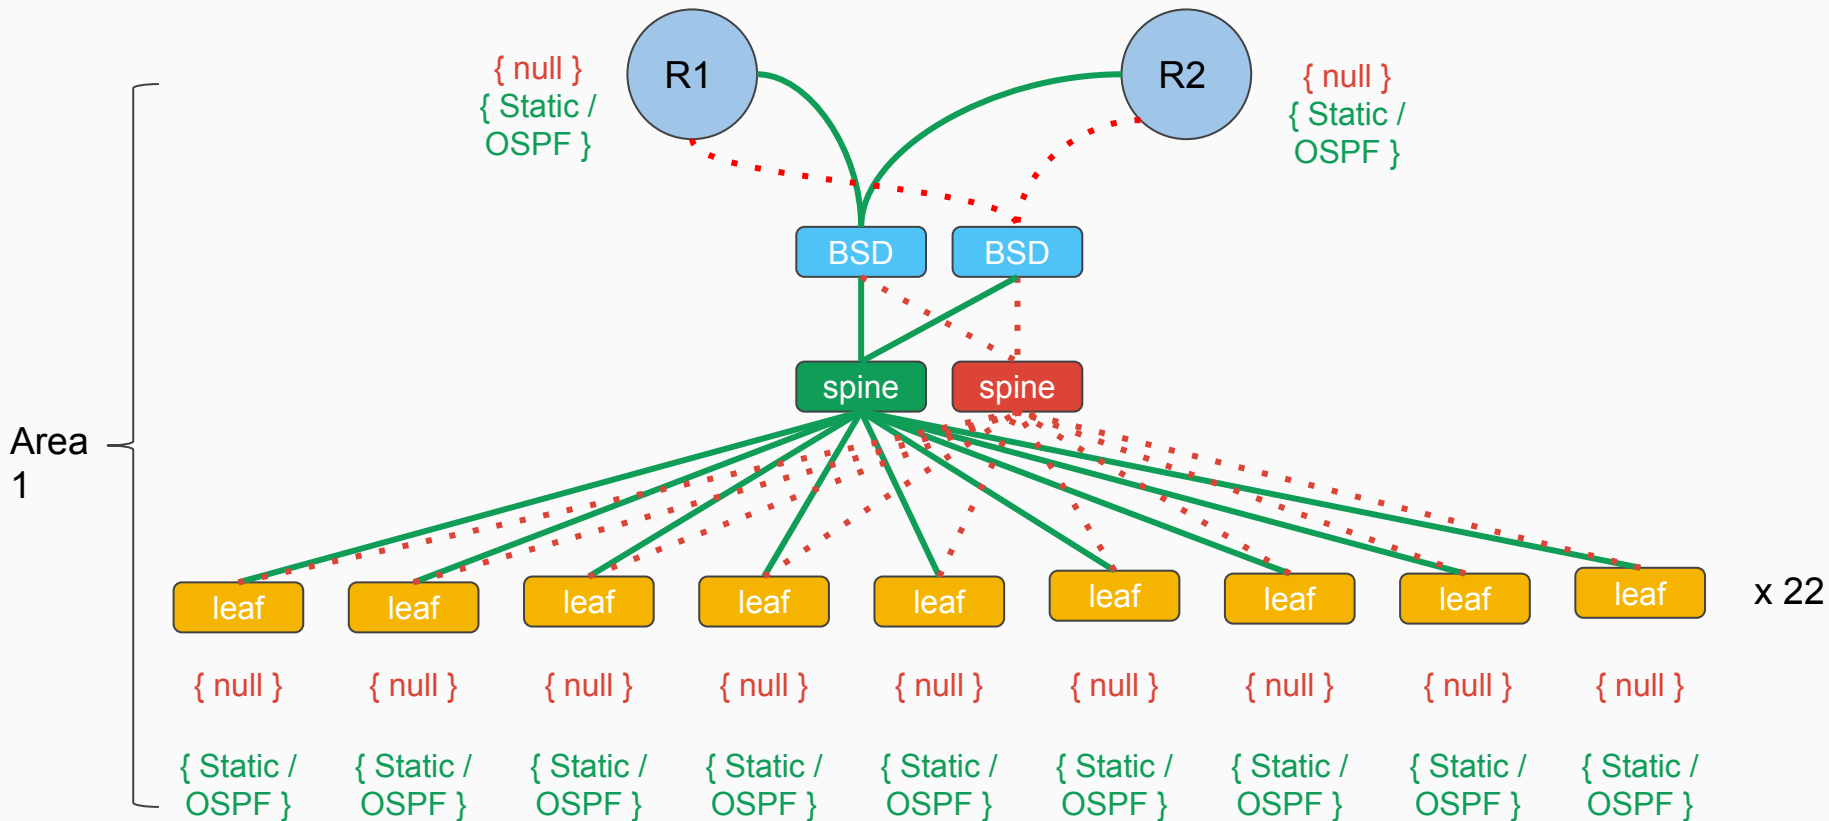 R1
R2
{ null }
{ Static /
OSPF }
{ null }
{ Static /
OSPF }
BSD
BSD
spine
spine
Area
1
leaf
leaf
leaf
leaf
leaf
leaf
leaf
leaf
leaf
x 22
{ null }
{ null }
{ null }
{ null }
{ null }
{ null }
{ null }
{ null }
{ null }
{ Static /
OSPF }
{ Static /
OSPF }
{ Static /
OSPF }
{ Static /
OSPF }
{ Static /
OSPF }
{ Static /
OSPF }
{ Static /
OSPF }
{ Static /
OSPF }
{ Static /
OSPF }